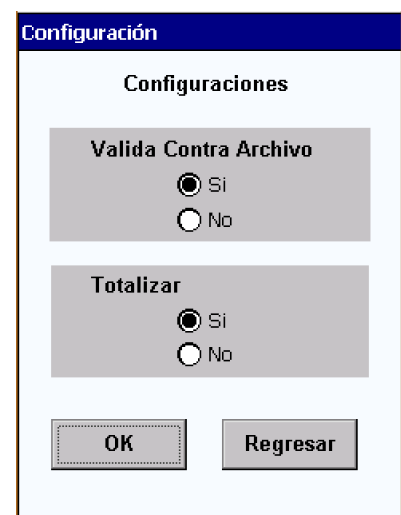 Configuración
Configuraciones
Valida Contra Archivo
Si
No
Totalizar
Si
No
OK Regresar